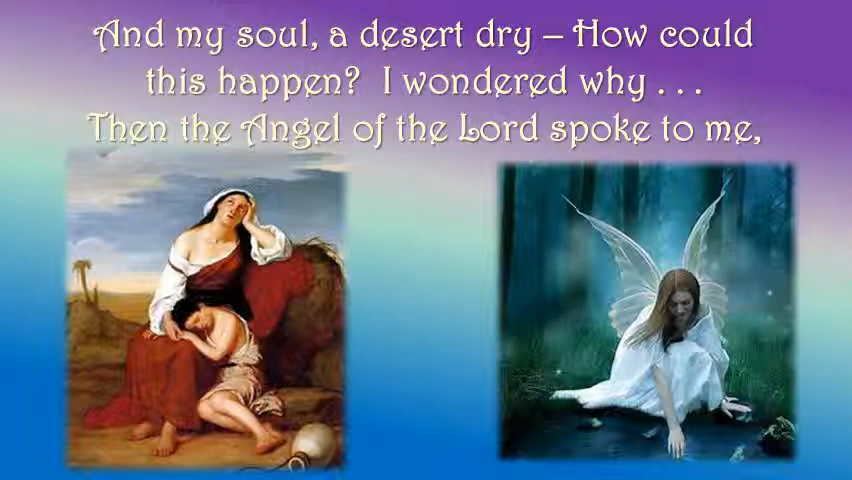 And my soul, a desert dry – How could
this happen?  I wondered why . . .
Then the Angel of the Lord spoke to me,